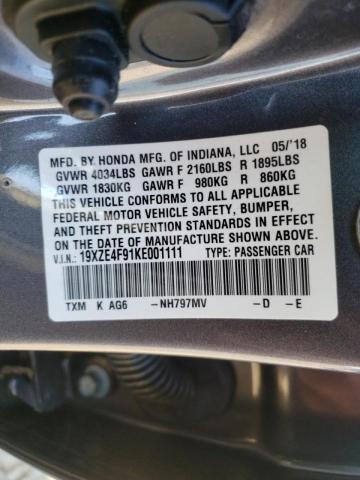 MFD. BY HONDA MFG. OF INDIANA, LLC 05/'18
GVWR 4034LBS GAWR F 2160LBS R 1895LBS
GVWR 1830KG GAWR F 980KG R 860KG
THIS VEHICLE CONFORMS TO ALL APPLICABLE
FEDERAL MOTOR VEHICLE SAFETY, BUMPER,
AND THEFT PREVENTION STANDARDS IN EFFECT
ON THE DATE OF MANUFACTURE SHOWN ABOVE.
V.I.N.: 19XZE4F91KE001111 TYPE: PASSENGER CAR
TXM K AG6 -NH797MV -D -E